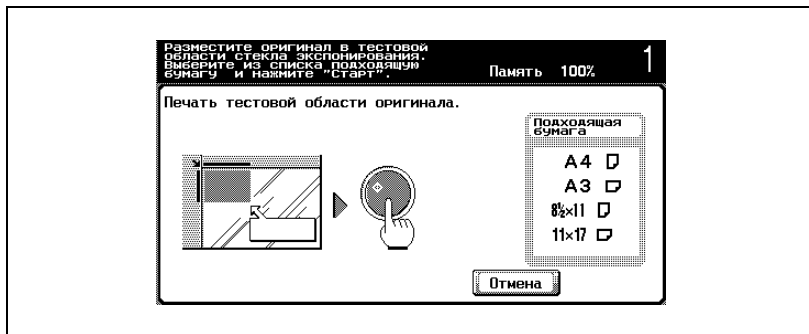 Разместите оригинал в тестовой
области стекла экспонирования.
Выберите из списка подходящую
бумагу и нажмите "Старт".
Память 100%
1
Печать тестовой области оригинала.
Подходящая
бумага
A4
A3
8½×11
11×17
Отмена